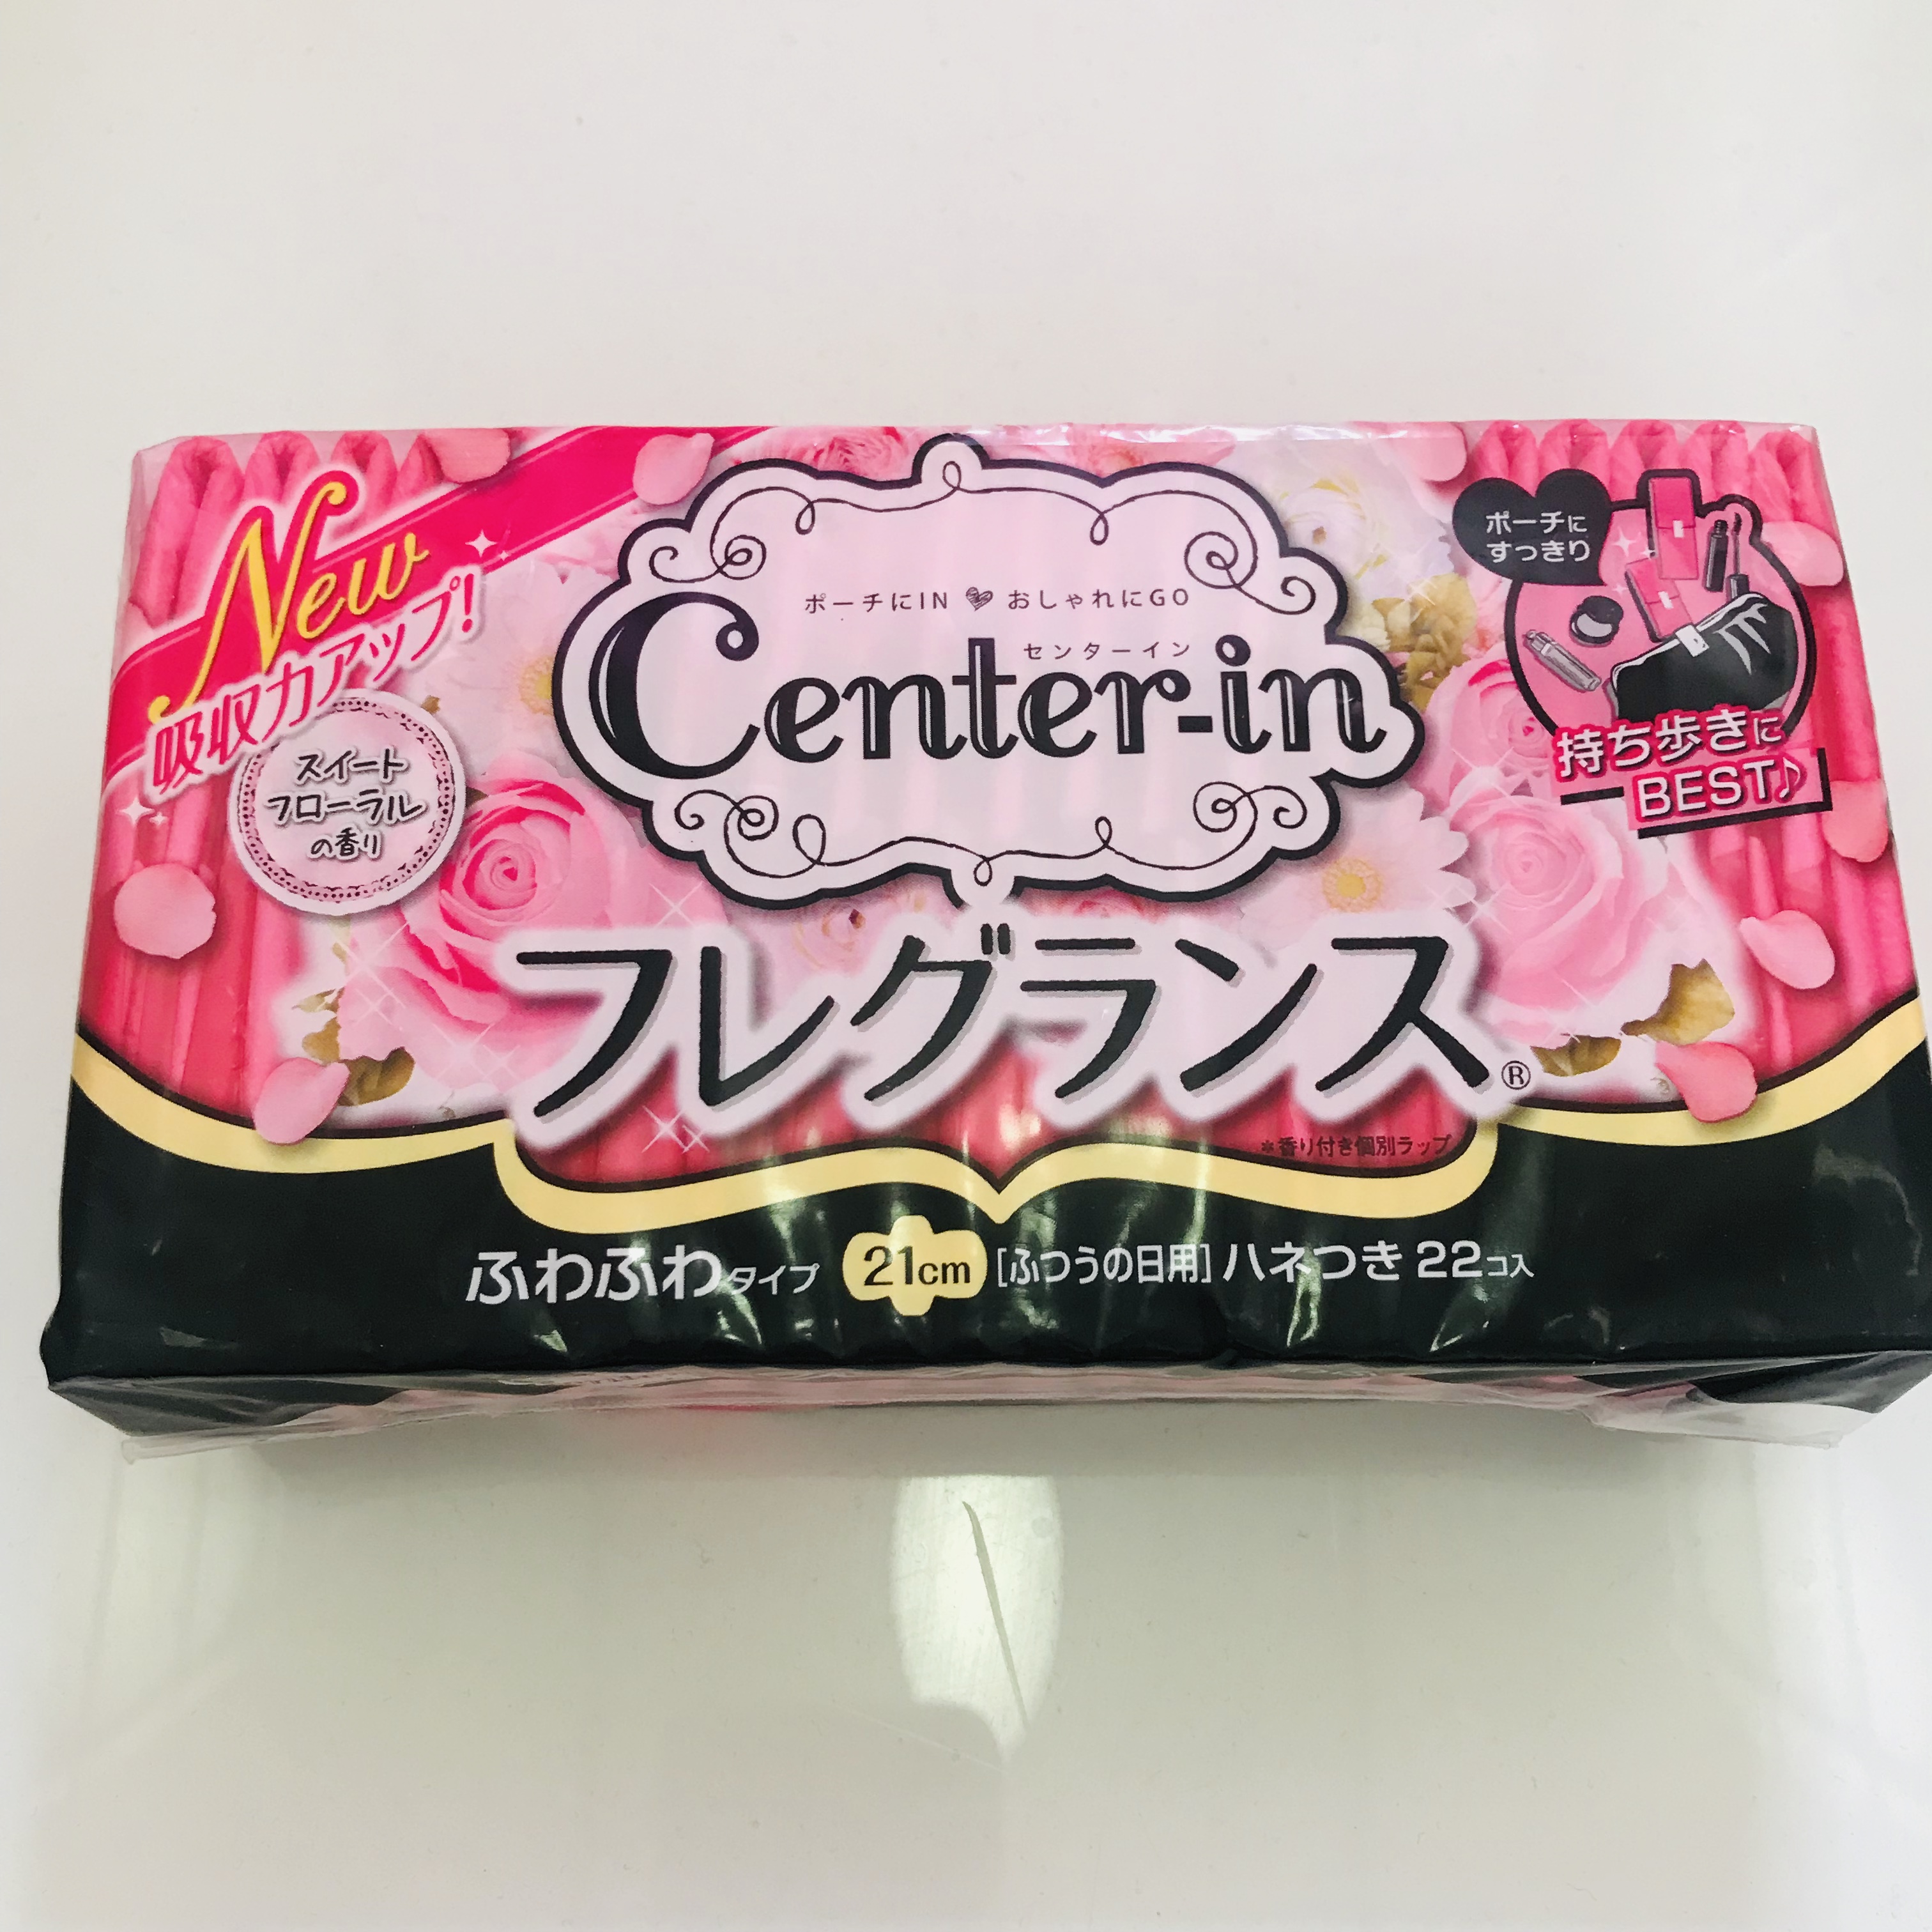 New
吸収力アップ!
スイート
フローラル
の香り
ポーチにIN おしゃれにGO
センターイン
Center-in
フレグランス®
*香り付き個別ラップ
ポーチに
すっきり
持ち歩きに
BEST♪
ふわふわタイプ 21cm [ふつうの日用] ハネつき 22コ入